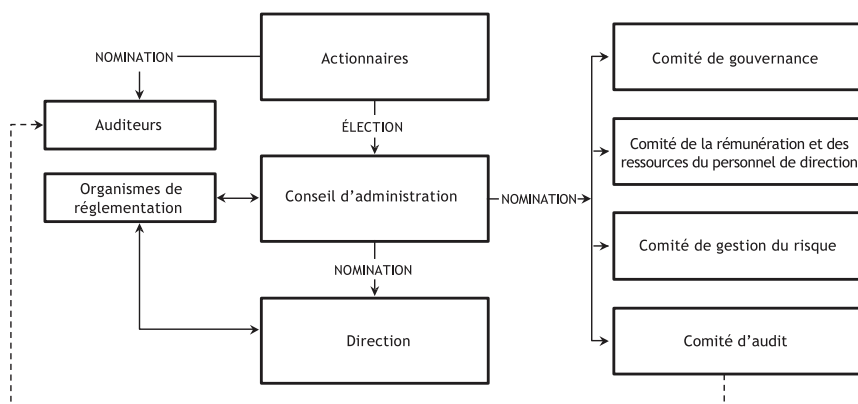 Actionnaires
NOMINATION
Auditeurs
ÉLECTION
Organismes de
réglementation
Conseil d'administration
NOMINATION
NOMINATION
Direction
Comité de gouvernance
Comité de la rémunération et des
ressources du personnel de direction
Comité de gestion du risque
Comité d'audit